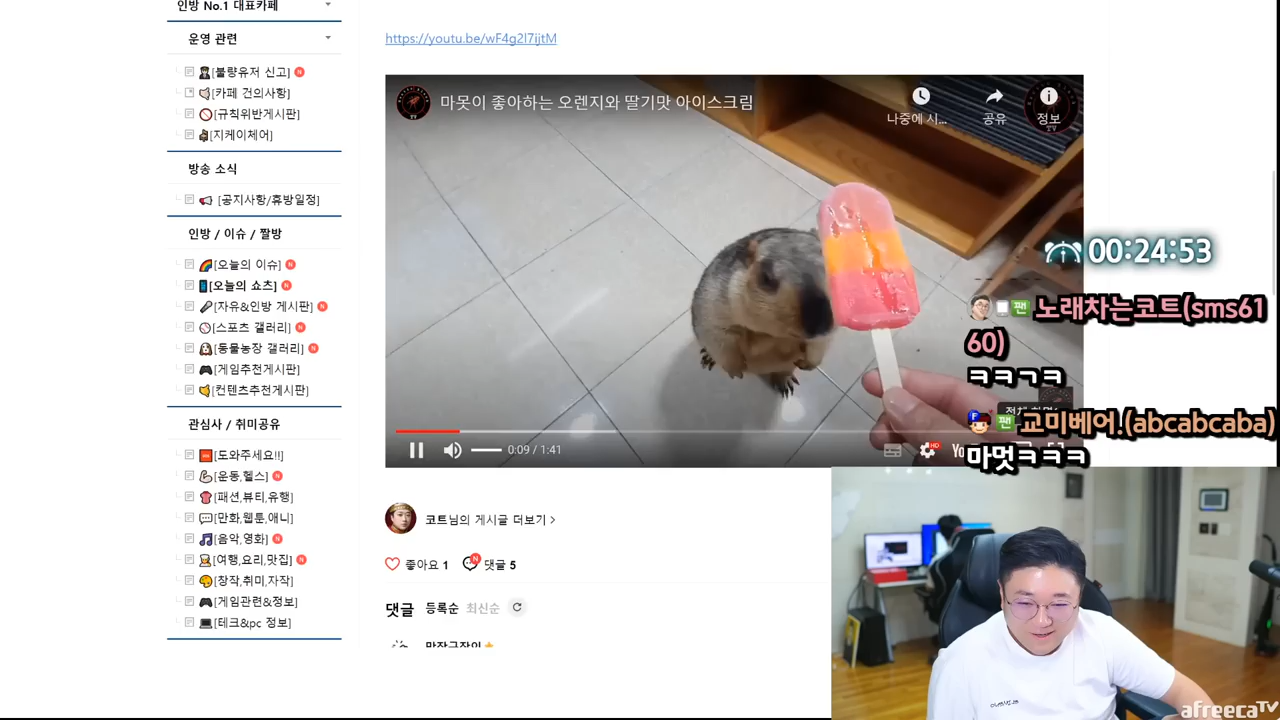 인방 No.1 대표카페
운영 관련
[불량유저 신고] N
[카페 건의사항]
[규칙위반게시판]
[지케이체어]
방송 소식
[공지사항/휴방일정]
인방 / 이슈 / 짤방
[오늘의 이슈] N
[오늘의 쇼츠] N
[자유&인방 게시판] N
[스포츠 갤러리] N
[동물농장 갤러리] N
[게임추천게시판]
[컨텐츠추천게시판]
관심사 / 취미공유
[도와주세요!!]
[운동,헬스] N
[패션,뷰티,유행]
[만화,웹툰,애니]
[음악,영화] N
[여행,요리,맛집] N
[창작,취미,자작]
[게임관련&정보]
[테크&pc 정보]
https://youtu.be/wF4g2l7ijtM
마못이 좋아하는 오렌지와 딸기맛 아이스크림
나중에 시...
공유
정보
0:09 / 1:41
HD
00:24:53
팬 노래차는코트(sms61
60)
ㅋㅋㄱㅋ
팬 교미베어.(abcabcaba)
마멋ㅋㅋㅋ
코트님의 게시글 더보기 >
좋아요 1 댓글 5
댓글 등록순 최신순
afreecaTV